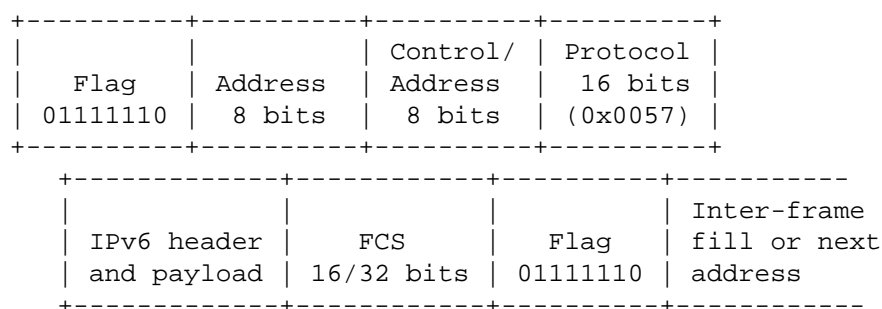 Control/ Protocol
Flag Address Address 16 bits
01111110 8 bits 8 bits (0x0057)
Inter-frame
IPv6 header FCS Flag fill or next
and payload 16/32 bits 01111110 address